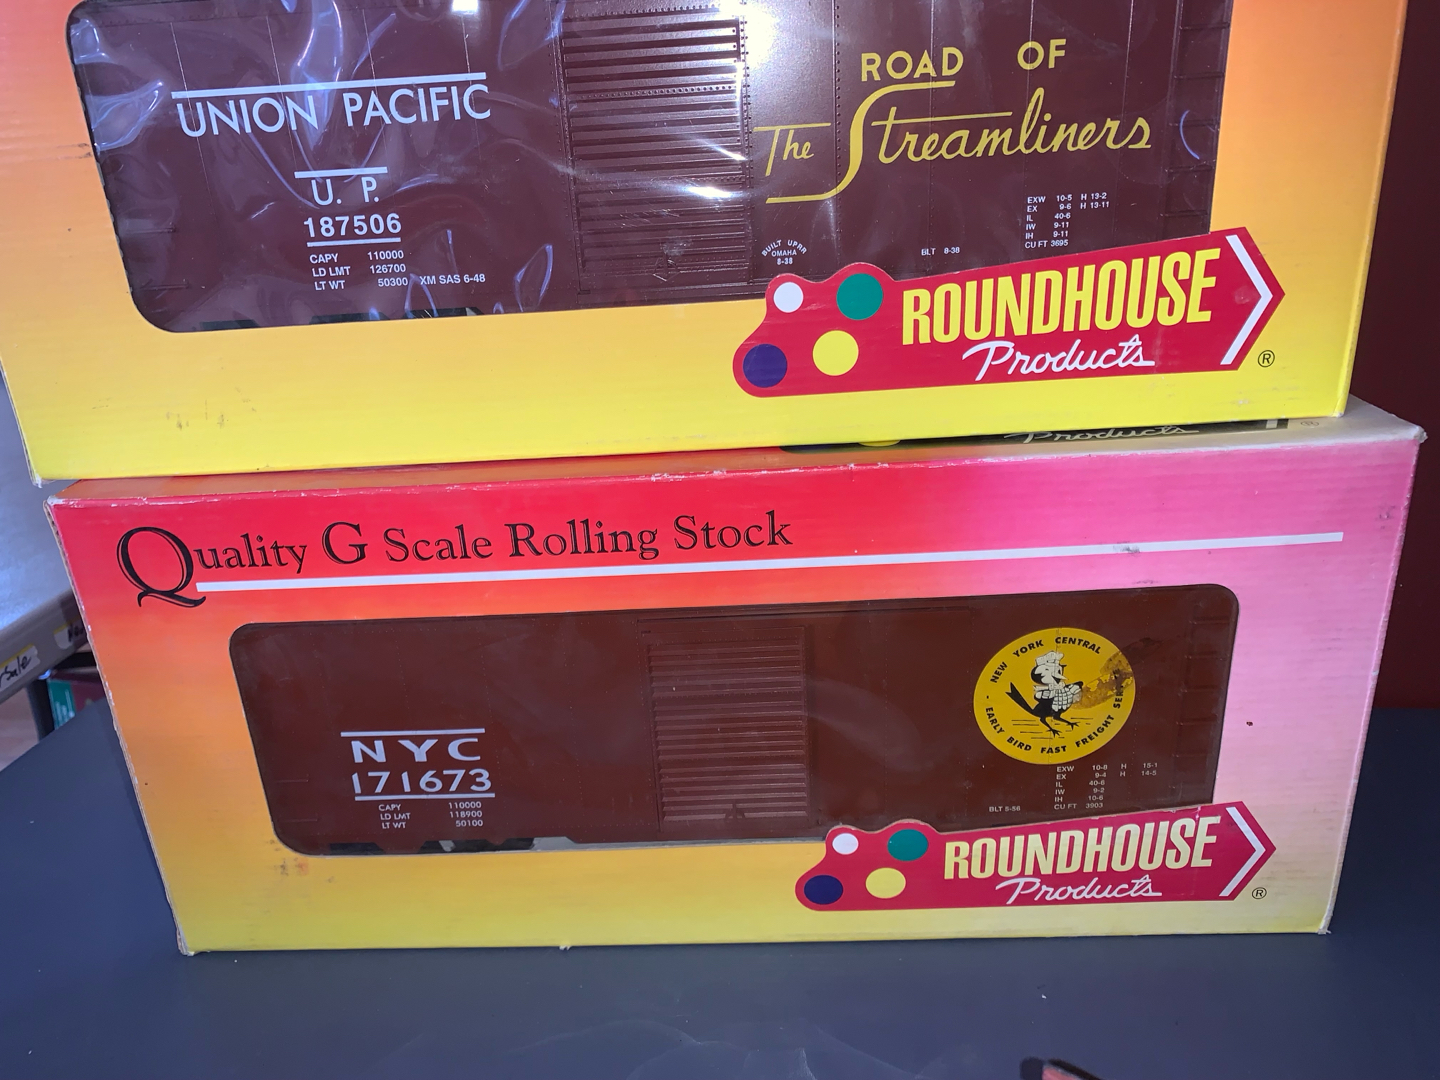 UNION PACIFIC
U. P.
187506
CAPY 110000
LD LMT 126700
LT WT 50300 XM SAS 6-48
ROAD OF
The Streamliners
EXW 10-5 H 13-2
EX 9-6 H 13-11
IL 40-6
IW 9-11
IH 9-11
CU FT 3695
BUILT UPRR
OMAHA
8-38
BLT 8-38
ROUNDHOUSE
Products
®
Products
®
Quality G Scale Rolling Stock
NYC
171673
CAPY 110000
LD LMT 118900
LT WT 50100
NEW YORK CENTRAL
EARLY BIRD FAST FREIGHT
EXW 10-8 H 15-1
EX 9-4 H 14-5
IL 40-6
IW 9-2
IH 10-6
CU FT 3903
BLT 5-56
ROUNDHOUSE
Products
®